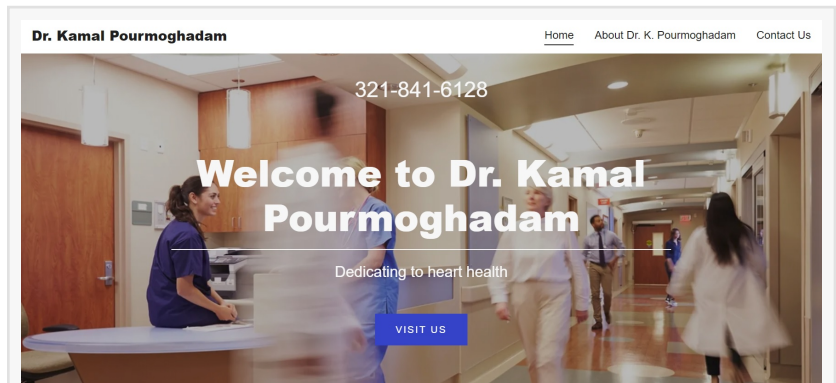 Dr. Kamal Pourmoghadam
Home About Dr. K. Pourmoghadam Contact Us
321-841-6128
Welcome to Dr. Kamal
Pourmoghadam
Dedicating to heart health
VISIT US